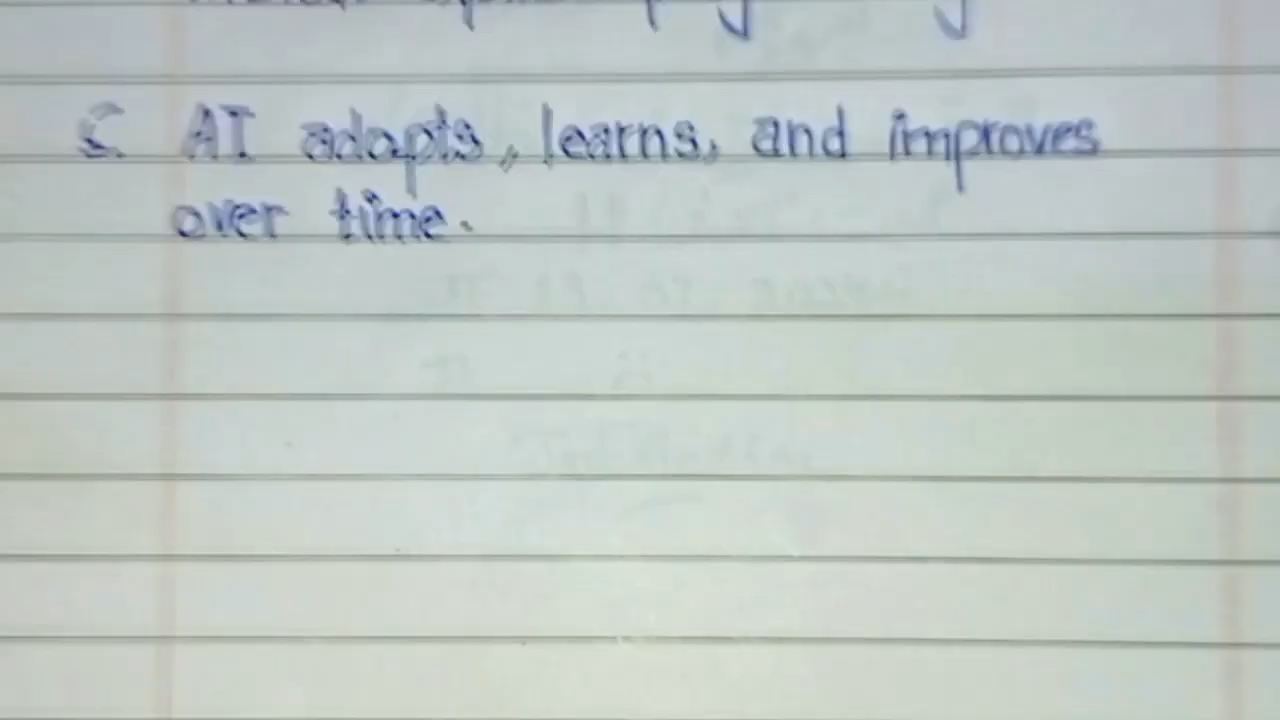 5. AI adapts, learns, and improves
over time.